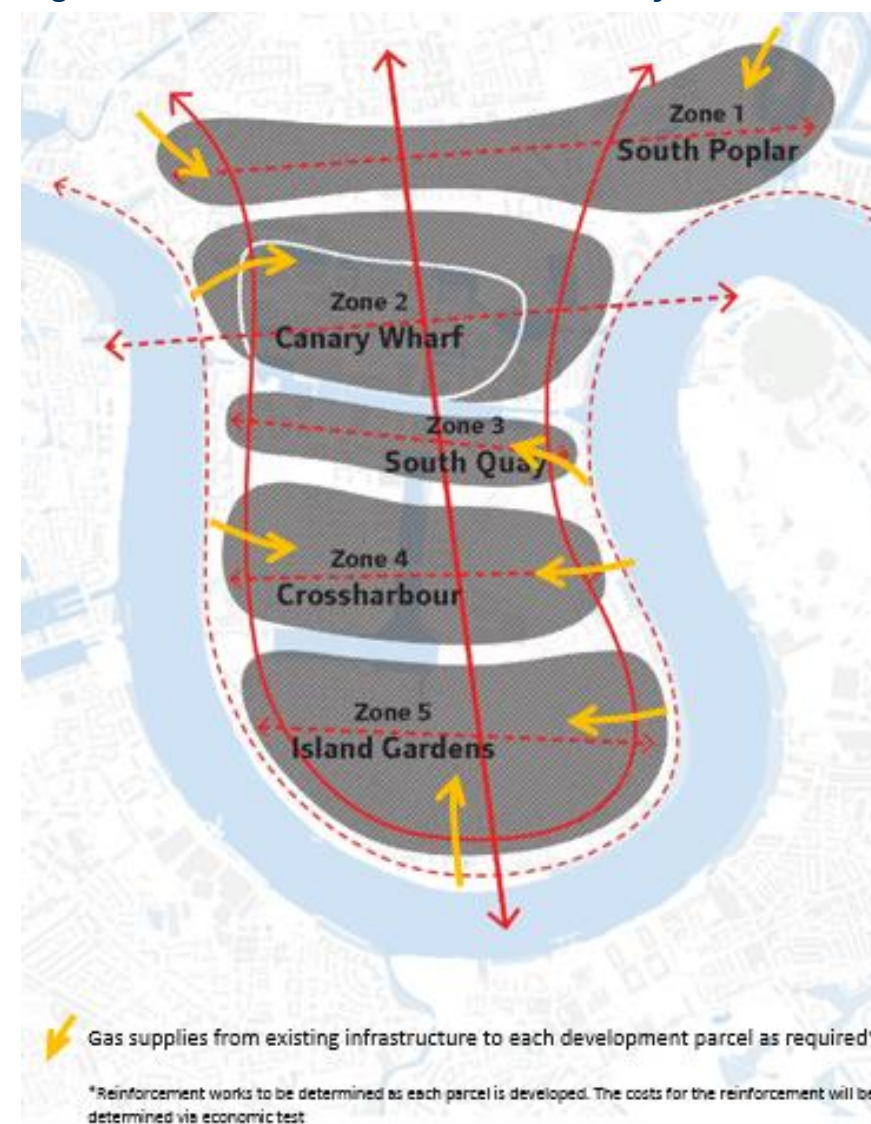 Zone 1
South Poplar
Zone 2
Canary Wharf
Zone 3
South Quay
Zone 4
Crossharbour
Zone 5
Island Gardens
Gas supplies from existing infrastructure to each development parcel as required*
*Reinforcement works to be determined as each parcel is developed. The costs for the reinforcement will be
determined via economic test